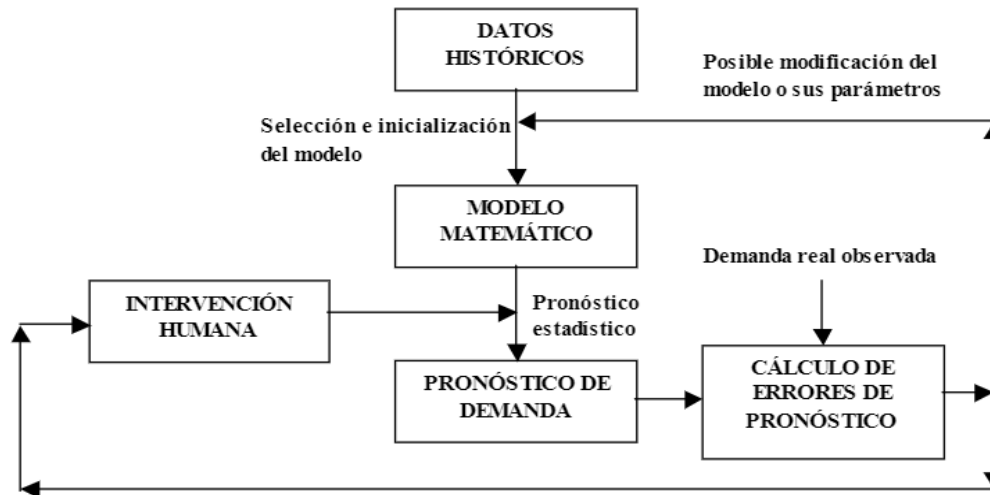 DATOS
HISTÓRICOS
Posible modificación del
modelo o sus parámetros
Selección e inicialización
del modelo
MODELO
MATEMÁTICO
Demanda real observada
INTERVENCIÓN
HUMANA
Pronóstico
estadístico
PRONÓSTICO DE
DEMANDA
CÁLCULO DE
ERRORES DE
PRONÓSTICO